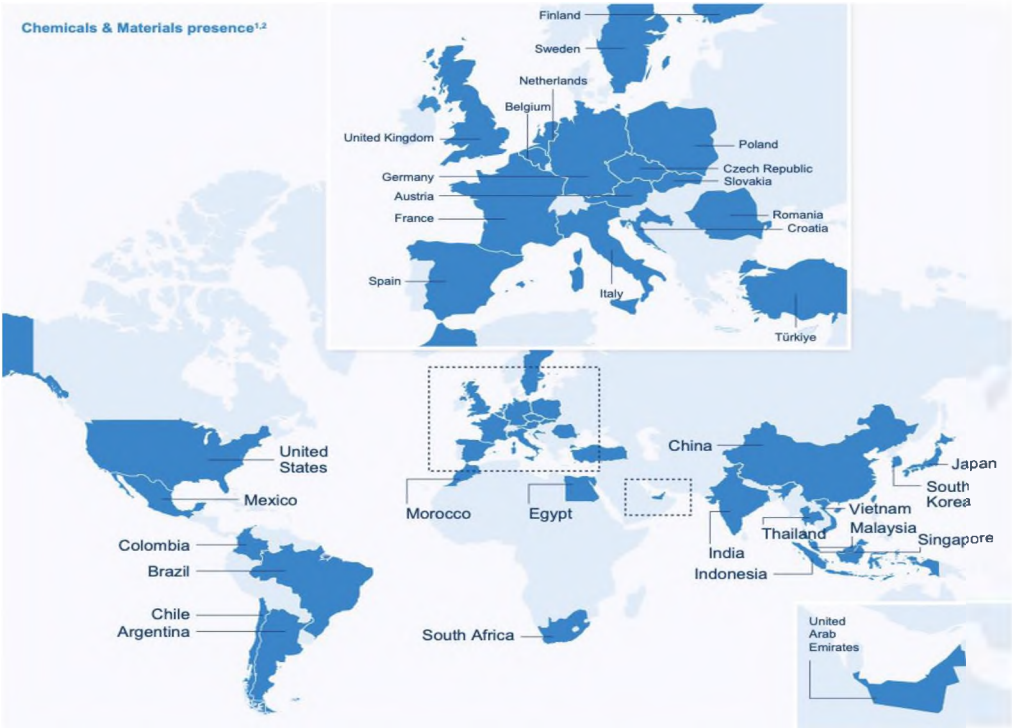 Chemicals & Materials presence1,2
Finland
Sweden
Netherlands
Belgium
United Kingdom
Poland
Czech Republic
Germany
Slovakia
Austria
France
Romania
Croatia
Spain
Italy
Türkiye
United
States
Mexico
Colombia
Brazil
Chile
Argentina
Morocco
Egypt
South Africa
China
Japan
South
Korea
Vietnam
Thailand
Malaysia
Singapore
India
Indonesia
United
Arab
Emirates